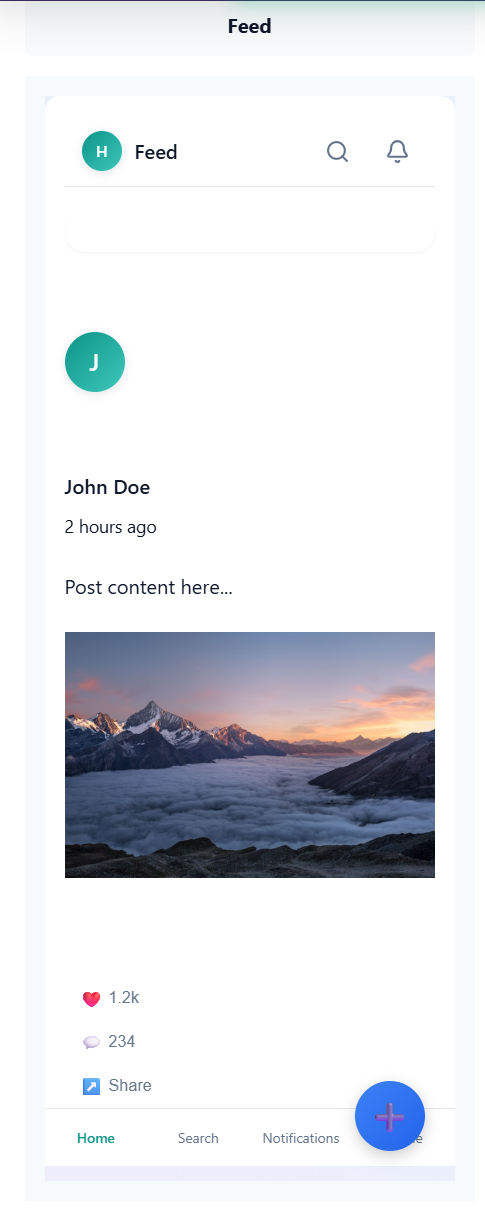 Feed
H Feed
J
John Doe
2 hours ago
Post content here...
1.2k
234
Share
Home Search Notifications